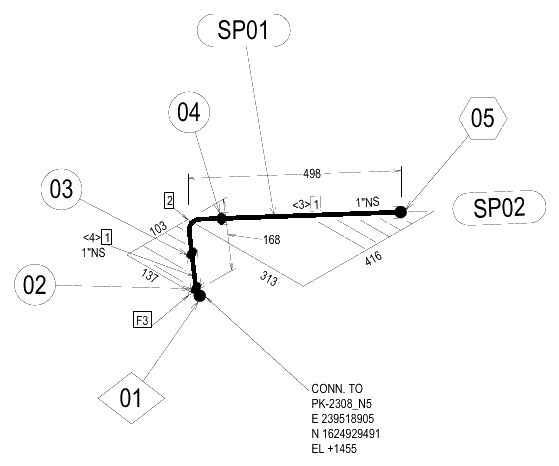 SP01
05
04
498
03
2
<3> 1
1"NS
SP02
103
<4> 1
168
1"NS
416
137
313
02
F3
01
CONN. TO
PK-2308_N5
E 239518905
N 1624929491
EL +1455